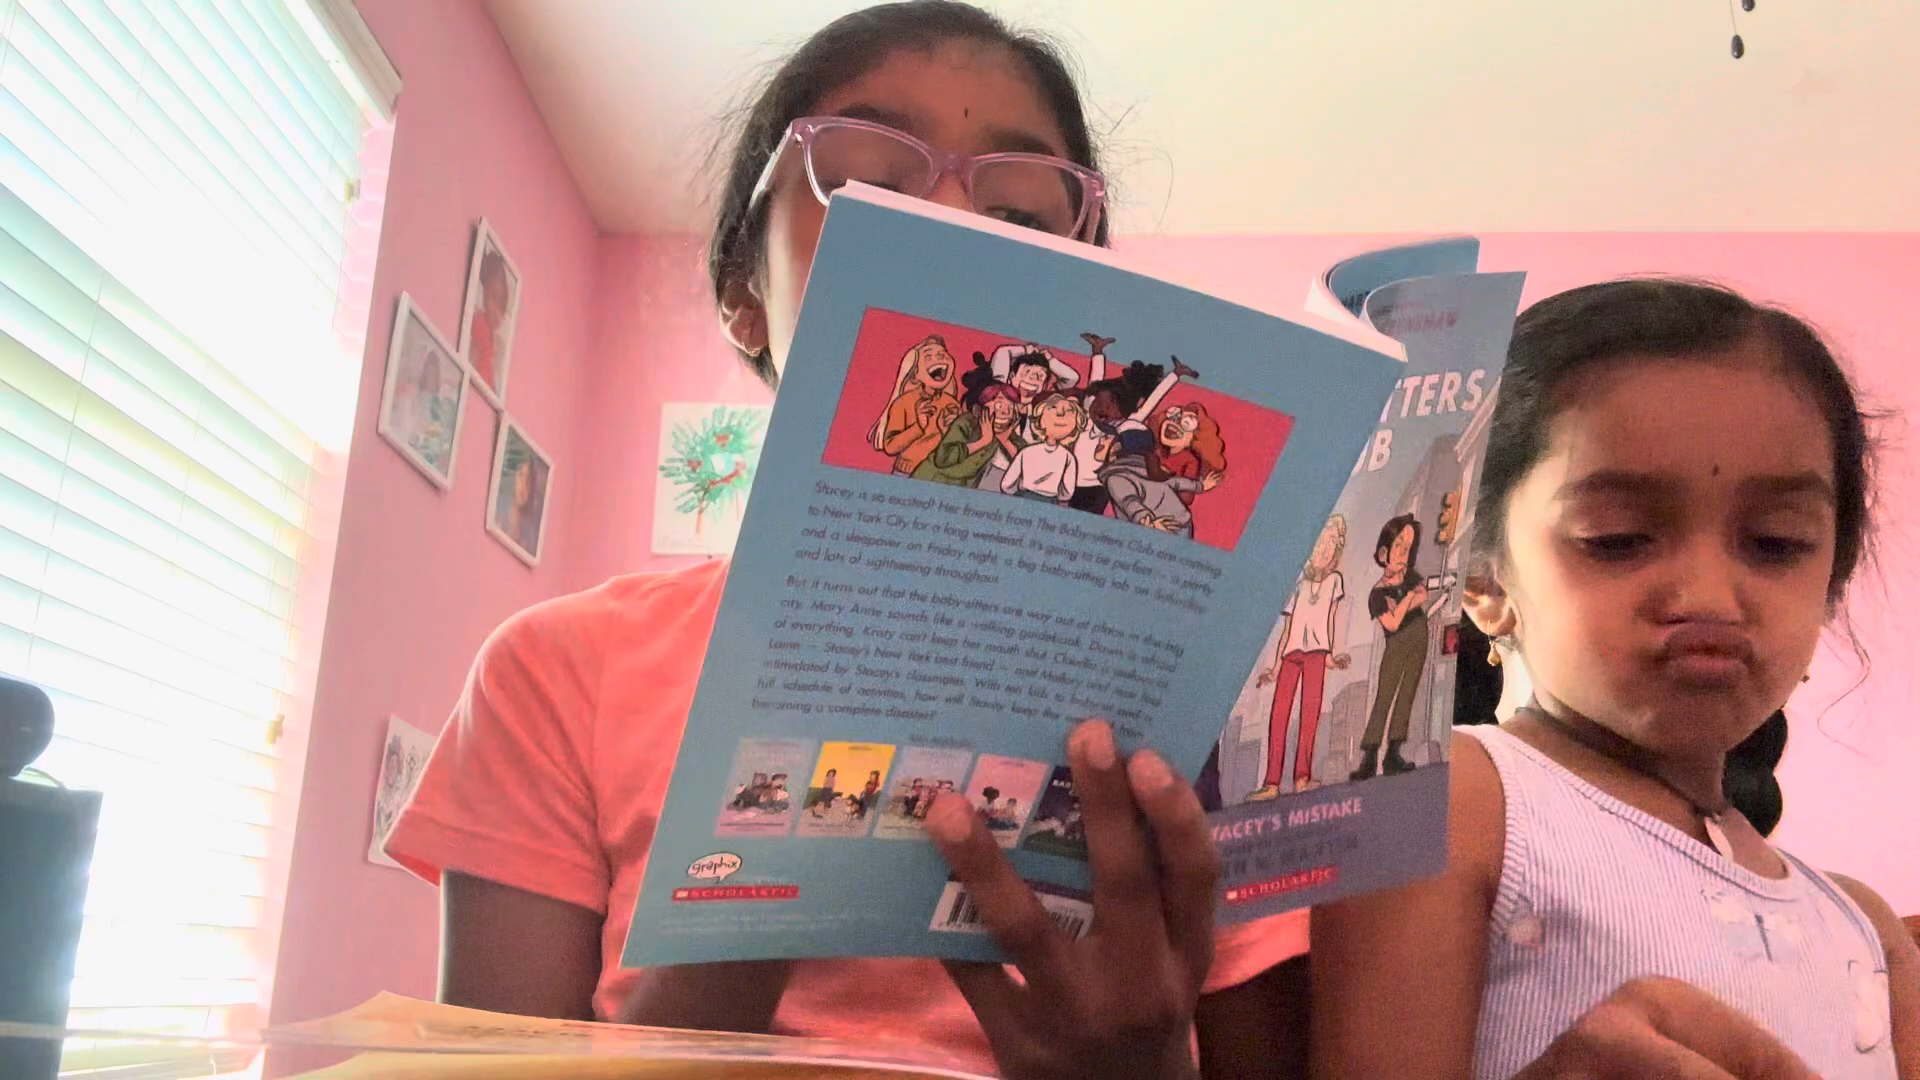 Stacey is so excited! Her friends from The Baby-sitters Club are coming
to New York City for a long weekend. It's going to be perfect — a party
and a sleepover on Friday night, a big baby-sitting job on Saturday,
and lots of sightseeing throughout.
But it turns out that the baby-sitters are way out of place in the big
city. Mary Anne sounds like a walking guidebook, Dawn is afraid
of everything, Kristy can't keep her mouth shut, Claudia is jealous of
Laine — Stacey's New York best friend — and Mallory and
intimidated by Stacey's classmates. With ten kids to baby-sit and a
full schedule of activities, how will Stacey keep the from
becoming a complete disaster?
graphix
SCHOLASTIC
TTERS
UB
TACEY'S MISTAKE
SCHOLASTIC